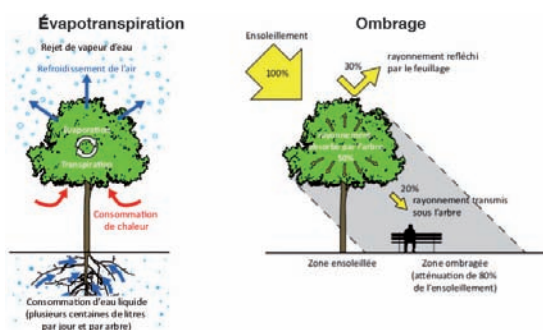 Évapotranspiration
Rejet de vapeur d'eau
Refroidissement de l'air
Evaporation
Transpiration
Consommation
de chaleur
Consommation d'eau liquide
(plusieurs centaines de litres
par jour et par arbre)
Ombrage
Ensoleillement
100%
30%
rayonnement refléchi
par le feuillage
rayonnement
absorbé par l'arbre
50%
20%
rayonnement transmis
sous l'arbre
Zone ensoleillée
Zone ombragée
(atténuation de 80%
de l'ensoleillement)